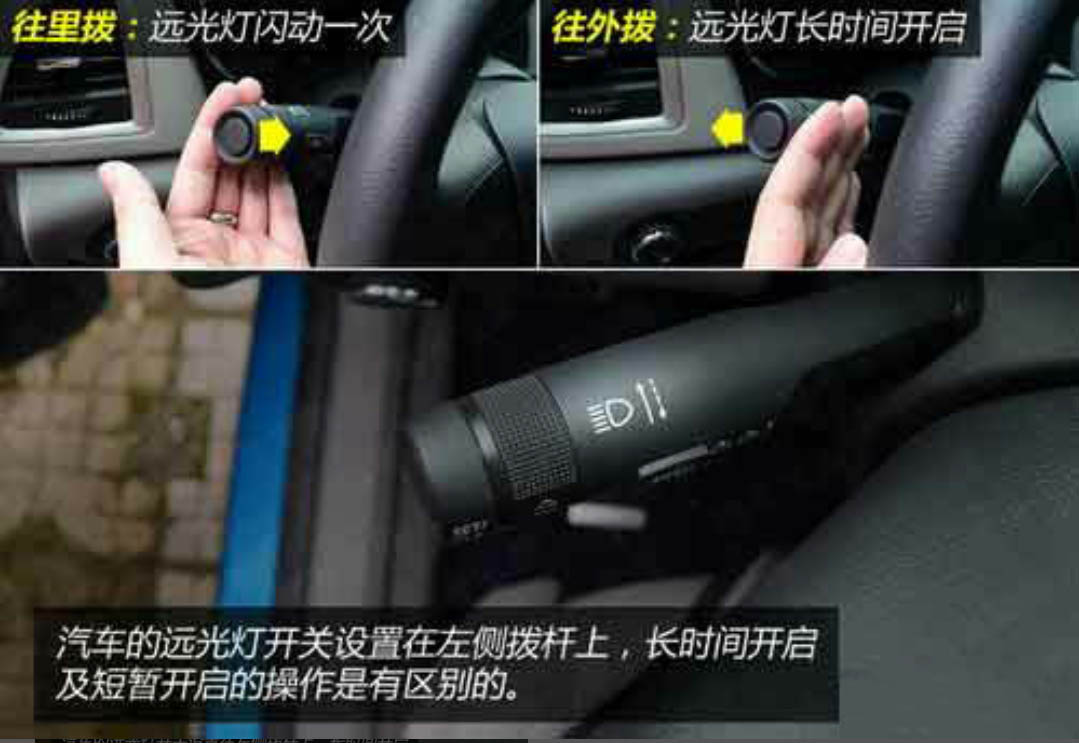 往里拨：远光灯闪动一次
往外拨：远光灯长时间开启
汽车的远光灯开关设置在左侧拨杆上，长时间开启
及短暂开启的操作是有区别的。